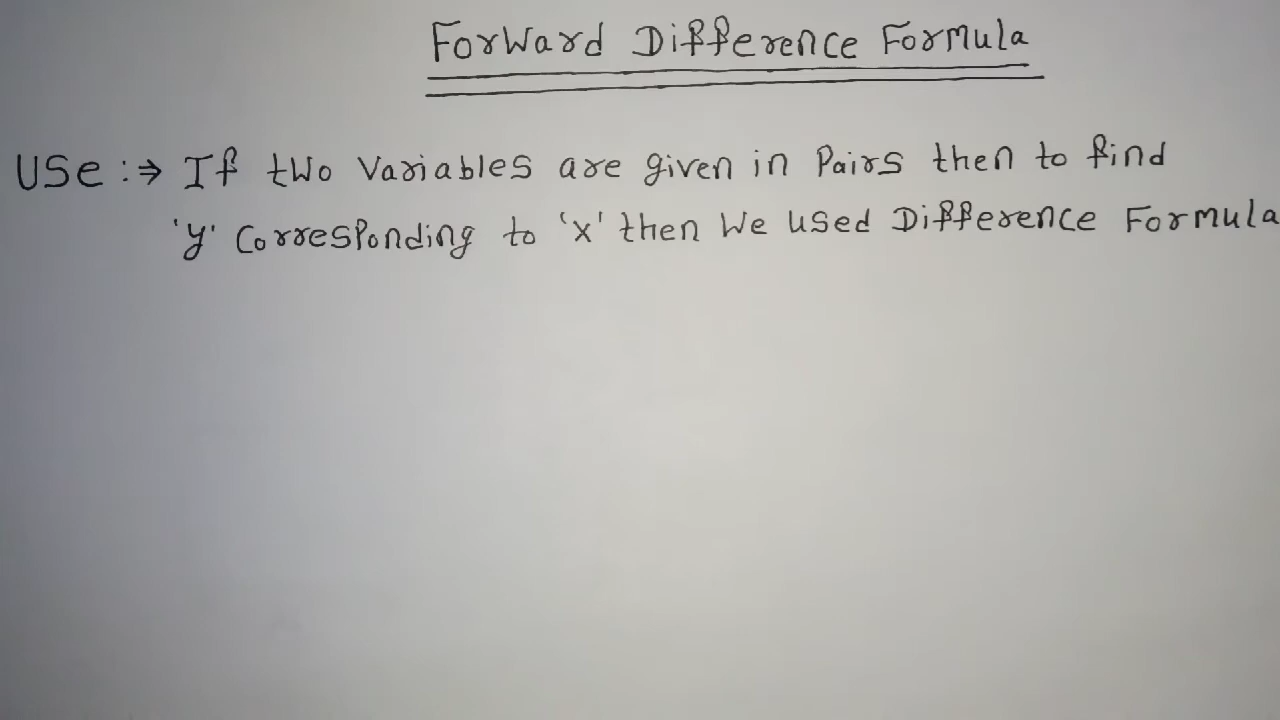 Forward Difference Formula
Use :⇒ If two variables are given in Pairs then to find
'y' Corresponding to 'x' then We used Difference Formula